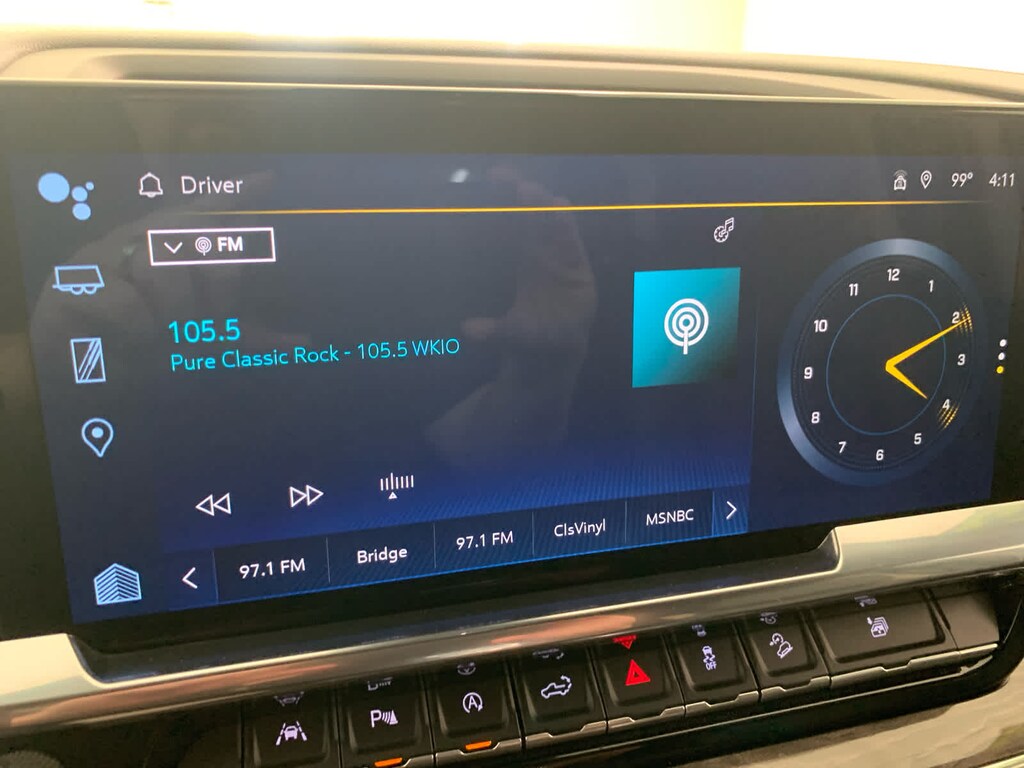 Driver
99° 4:11
FM
105.5
Pure Classic Rock - 105.5 WKIO
12
1
2
3
4
5
6
7
8
9
10
11
97.1 FM
Bridge
97.1 FM
ClsVinyl
MSNBC
P
A
OFF